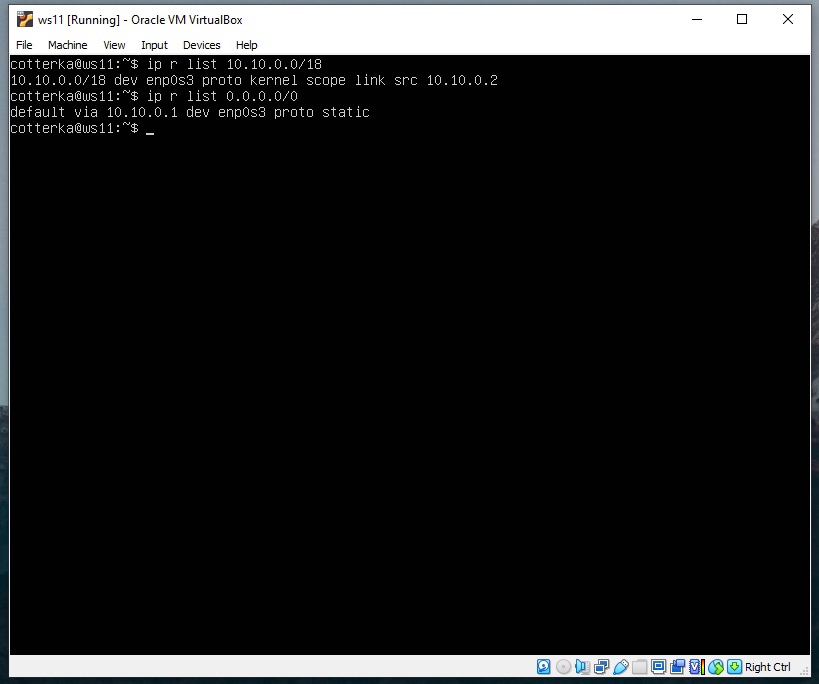 ws11 [Running] - Oracle VM VirtualBox
File Machine View Input Devices Help
cotterka@ws11:~$ ip r list 10.10.0.0/18
10.10.0.0/18 dev enp0s3 proto kernel scope link src 10.10.0.2
cotterka@ws11:~$ ip r list 0.0.0.0/0
default via 10.10.0.1 dev enp0s3 proto static
cotterka@ws11:~$ _
Right Ctrl